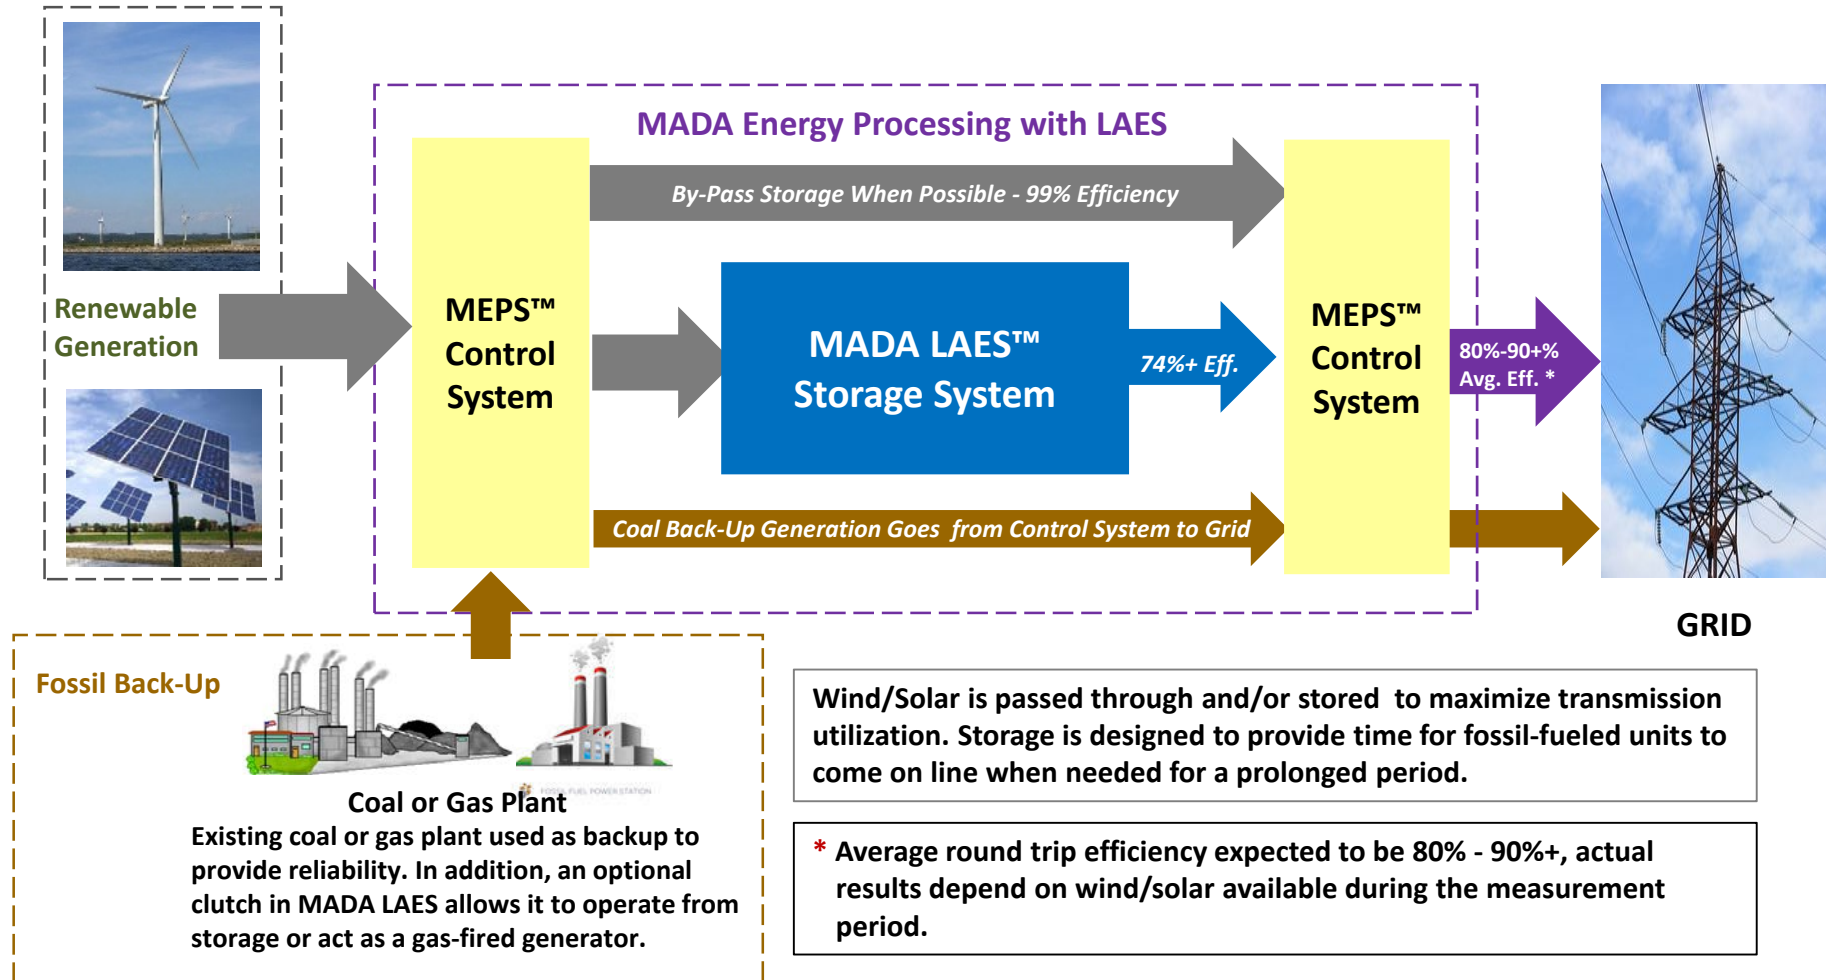 MADA Energy Processing with LAES
By-Pass Storage When Possible - 99% Efficiency
Renewable
Generation
MEPS™
Control
System
MADA LAES™
Storage System
74%+ Eff.
MEPS™
Control
System
80%-90+%
Avg. Eff. *
Coal Back-Up Generation Goes from Control System to Grid
GRID
Fossil Back-Up
FOSSIL FUEL POWER STATION
Coal or Gas Plant
Existing coal or gas plant used as backup to
provide reliability. In addition, an optional
clutch in MADA LAES allows it to operate from
storage or act as a gas-fired generator.
Wind/Solar is passed through and/or stored to maximize transmission
utilization. Storage is designed to provide time for fossil-fueled units to
come on line when needed for a prolonged period.
* Average round trip efficiency expected to be 80% - 90%+, actual
results depend on wind/solar available during the measurement
period.